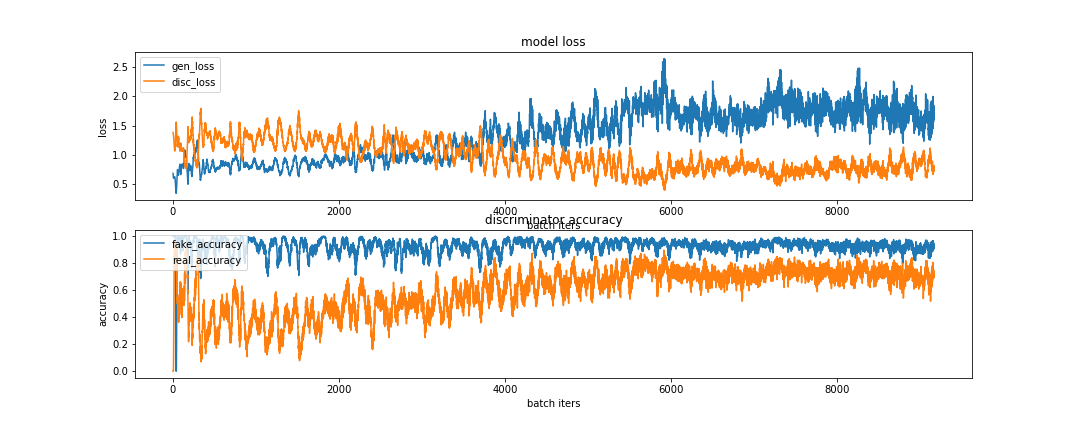 model loss
gen_loss
disc_loss
loss
2.5
2.0
1.5
1.0
0.5
0
2000
4000
6000
8000
batch iters
discriminator accuracy
fake_accuracy
real_accuracy
accuracy
1.0
0.8
0.6
0.4
0.2
0.0
0
2000
4000
6000
8000
batch iters